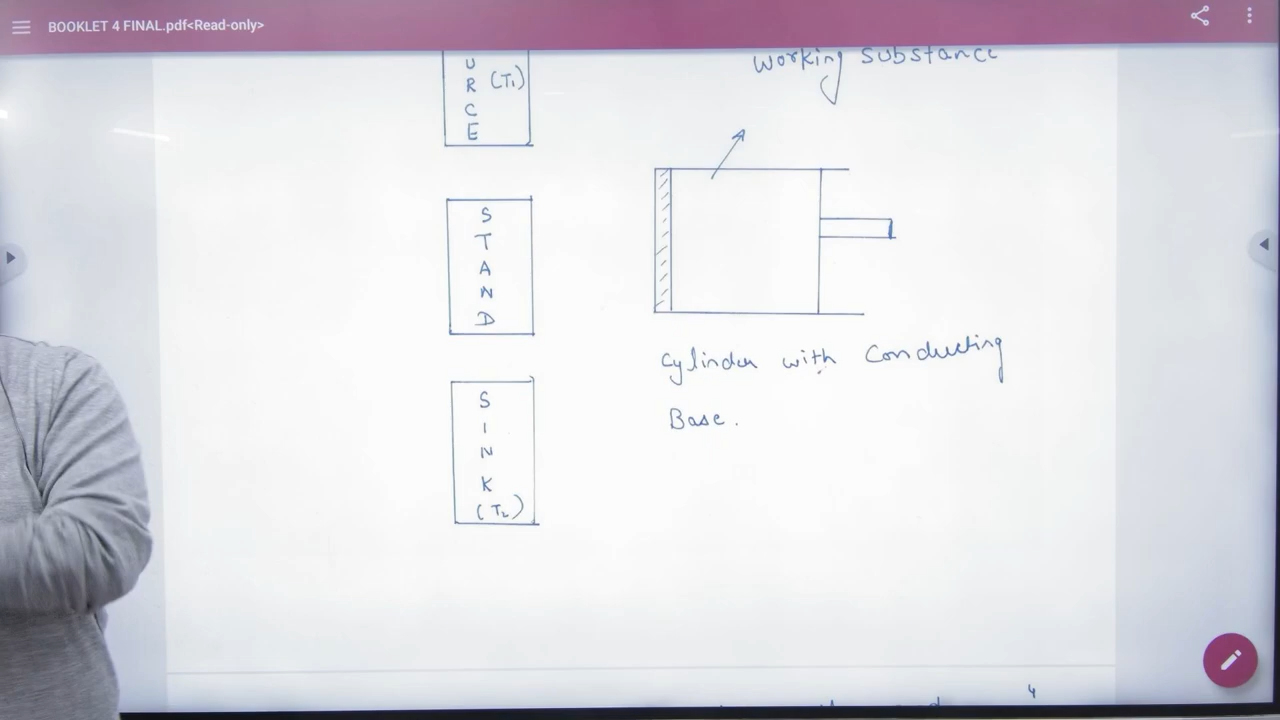 BOOKLET 4 FINAL.pdf<Read-only>
Working Substance
U
R (T1)
C
E
S
T
A
N
D
Cylinder with Conducting
Base.
S
I
N
K
(T2)
4